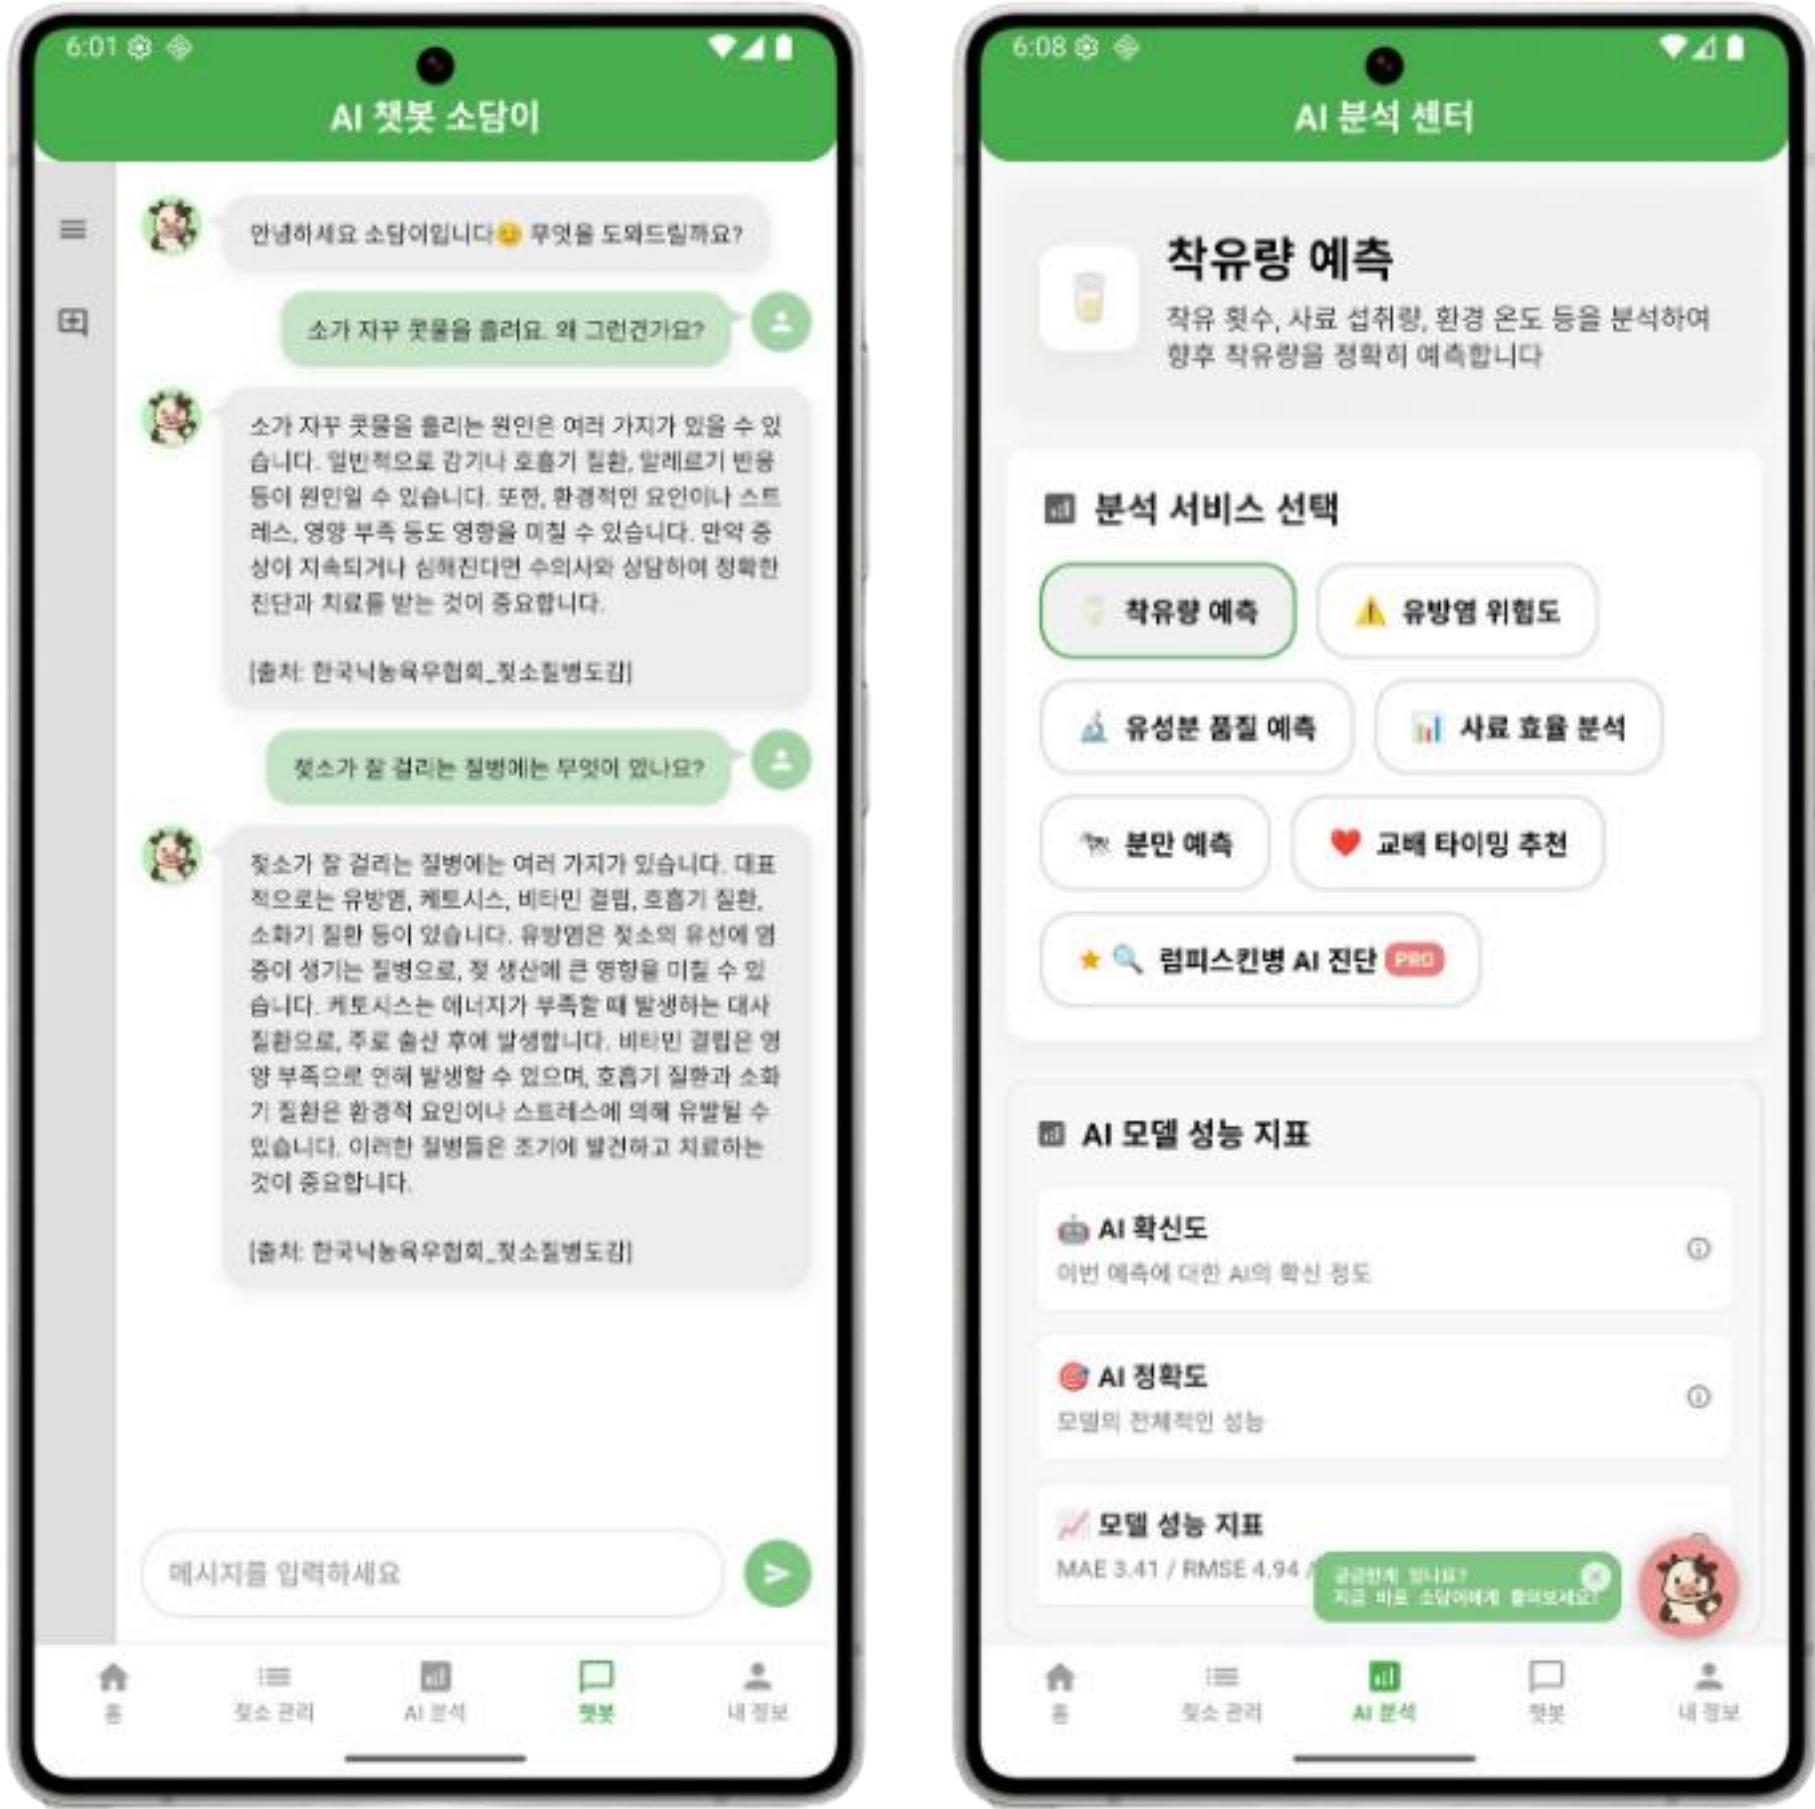 6:01
AI 챗봇 소담이
안녕하세요 소담이입니다😊 무엇을 도와드릴까요?
소가 자꾸 콧물을 흘려요. 왜 그런건가요?
소가 자꾸 콧물을 흘리는 원인은 여러 가지가 있을 수 있
습니다. 일반적으로 감기나 호흡기 질환, 알레르기 반응
등이 원인일 수 있습니다. 또한, 환경적인 요인이나 스트
레스, 영양 부족 등도 영향을 미칠 수 있습니다. 만약 증
상이 지속되거나 심해진다면 수의사와 상담하여 정확한
진단과 치료를 받는 것이 중요합니다.
[출처: 한국낙농육우협회_젖소질병도감]
젖소가 잘 걸리는 질병에는 무엇이 있나요?
젖소가 잘 걸리는 질병에는 여러 가지가 있습니다. 대표
적으로는 유방염, 케토시스, 비타민 결핍, 호흡기 질환,
소화기 질환 등이 있습니다. 유방염은 젖소의 유선에 염
증이 생기는 질병으로, 젖 생산에 큰 영향을 미칠 수 있
습니다. 케토시스는 에너지가 부족할 때 발생하는 대사
질환으로, 주로 출산 후에 발생합니다. 비타민 결핍은 영
양 부족으로 인해 발생할 수 있으며, 호흡기 질환과 소화
기 질환은 환경적 요인이나 스트레스에 의해 유발될 수
있습니다. 이러한 질병들은 조기에 발견하고 치료하는
것이 중요합니다.
[출처: 한국낙농육우협회_젖소질병도감]
메시지를 입력하세요
홈
젖소 관리
AI 분석
챗봇
내 정보
6:08
AI 분석 센터
착유량 예측
착유 횟수, 사료 섭취량, 환경 온도 등을 분석하여
향후 착유량을 정확히 예측합니다
분석 서비스 선택
착유량 예측
유방염 위험도
유성분 품질 예측
사료 효율 분석
분만 예측
교배 타이밍 추천
럼피스킨병 AI 진단 PRO
AI 모델 성능 지표
AI 확신도
이번 예측에 대한 AI의 확신 정도
AI 정확도
모델의 전체적인 성능
모델 성능 지표
MAE 3.41 / RMSE 4.94 /
궁금한게 있나요?
지금 바로 소담이에게 물어보세요!
홈
젖소 관리
AI 분석
챗봇
내 정보